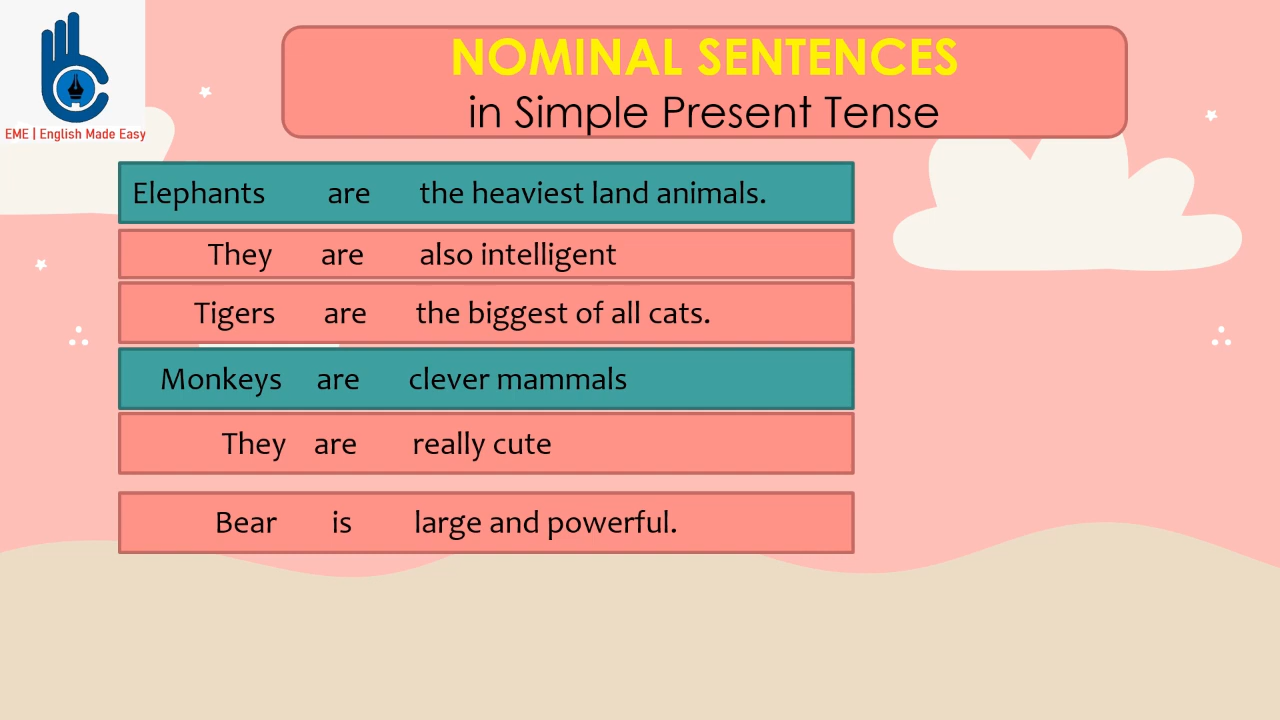 EME | English Made Easy
NOMINAL SENTENCES
in Simple Present Tense
Elephants are the heaviest land animals.
They are also intelligent
Tigers are the biggest of all cats.
Monkeys are clever mammals
They are really cute
Bear is large and powerful.